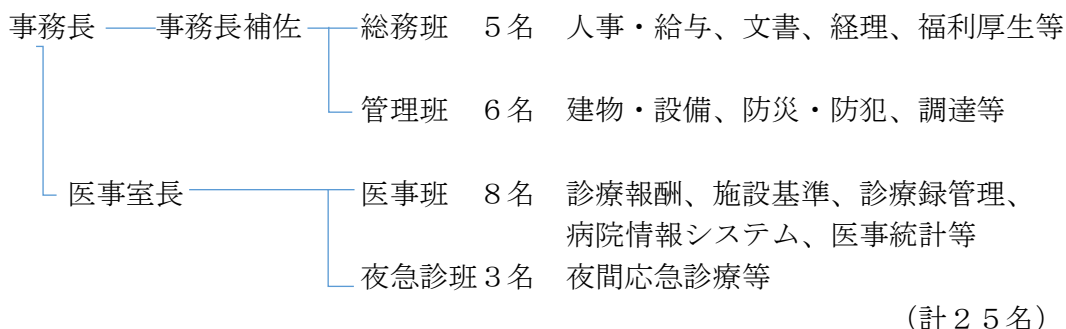 事務長 事務長補佐 総務班 5名 人事・給与、文書、経理、福利厚生等
管理班 6名 建物・設備、防災・防犯、調達等
医事室長 医事班 8名 診療報酬、施設基準、診療録管理、
病院情報システム、医事統計等
夜急診班3名 夜間応急診療等
(計25名)